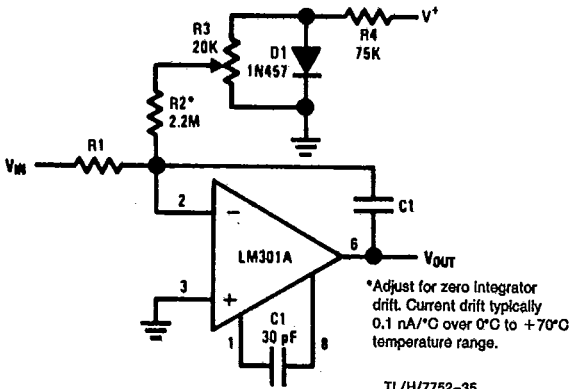 R3
20K
D1
1N457
R4
75K
V+
R2*
2.2M
R1
VIN
2
−
LM301A
6
VOUT
C1
3
+
1
C1
30 pF
8
*Adjust for zero integrator
drift. Current drift typically
0.1 nA/°C over 0°C to +70°C
temperature range.
TL/H/7752–35